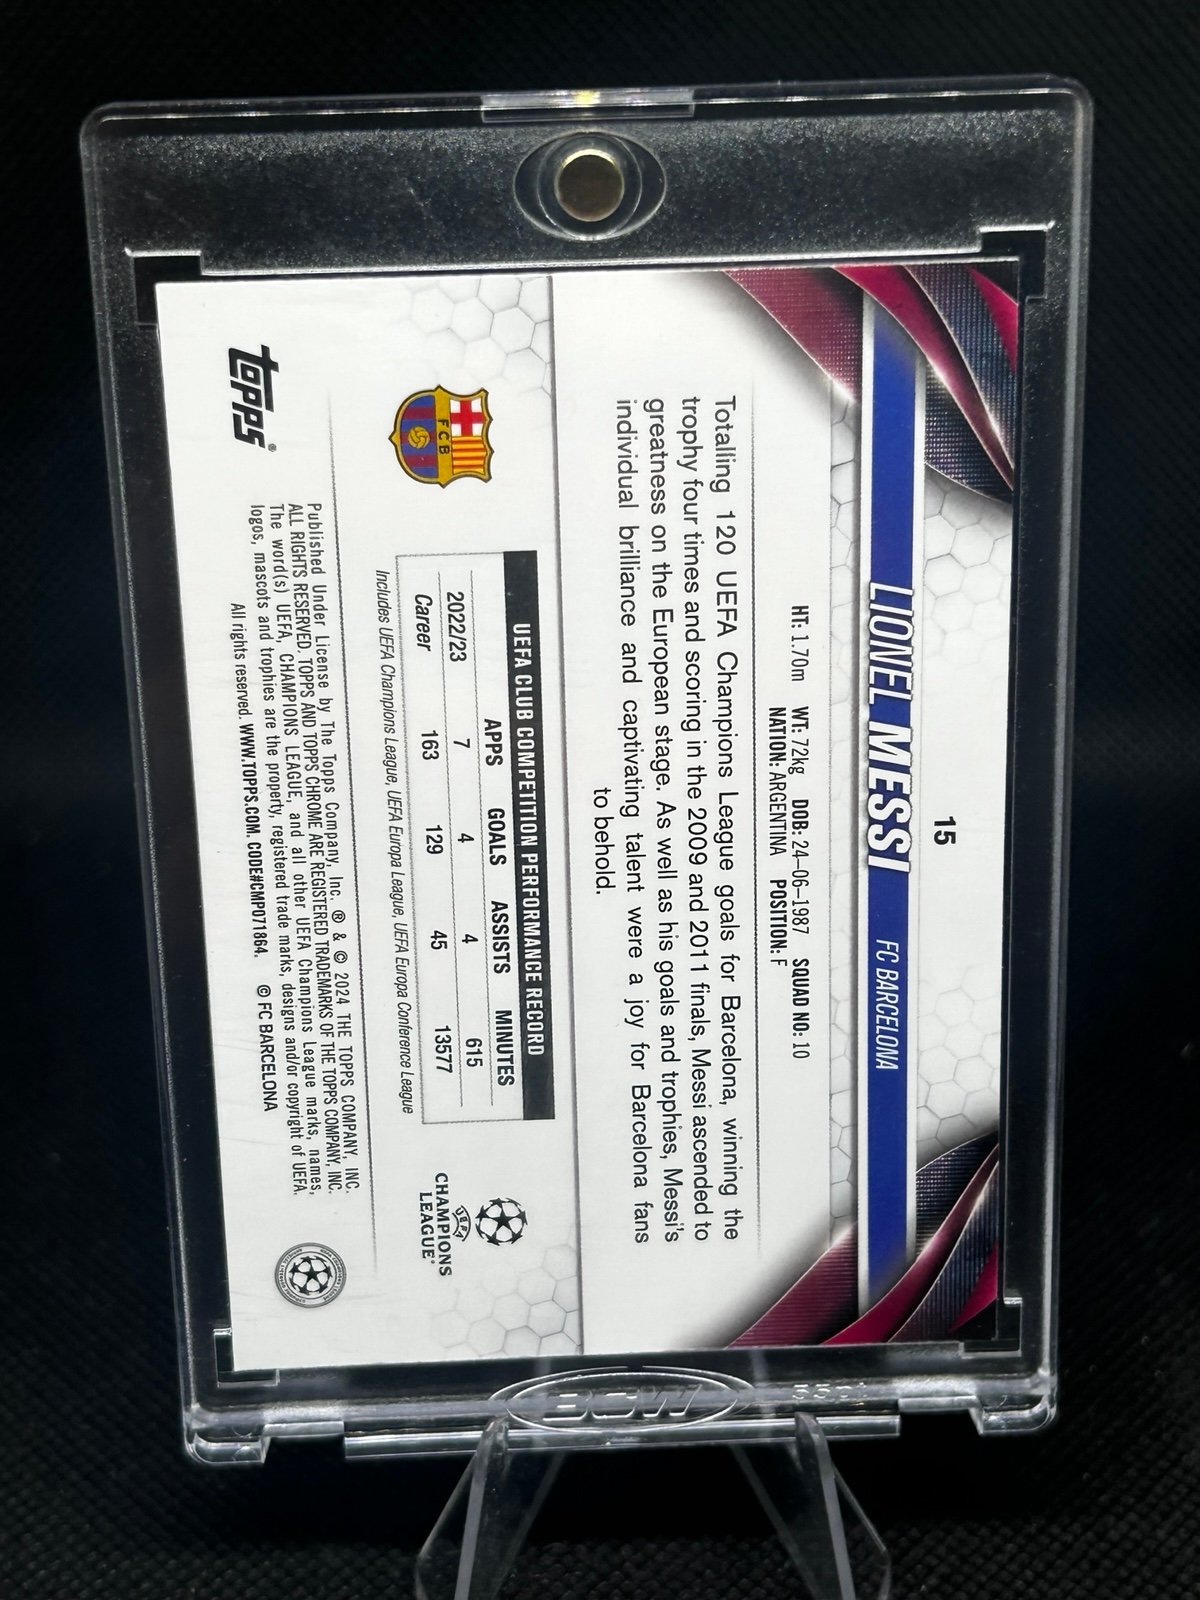 15
LIONEL MESSI FC BARCELONA
HT: 1.70m WT: 72kg DOB: 24–06–1987 SQUAD NO: 10
NATION: ARGENTINA POSITION: F
Totalling 120 UEFA Champions League goals for Barcelona, winning the
trophy four times and scoring in the 2009 and 2011 finals, Messi ascended to
greatness on the European stage. As well as his goals and trophies, Messi's
individual brilliance and captivating talent were a joy for Barcelona fans
to behold.
FCB
UEFA CLUB COMPETITION PERFORMANCE RECORD
APPS GOALS ASSISTS MINUTES
2022/23 7 4 4 615
Career 163 129 45 13577
Includes UEFA Champions League, UEFA Europa League, UEFA Europa Conference League
UEFA
CHAMPIONS
LEAGUE®
topps®
Published Under License by The Topps Company, Inc. ® & © 2024 THE TOPPS COMPANY, INC.
ALL RIGHTS RESERVED. TOPPS AND TOPPS CHROME ARE REGISTERED TRADEMARKS OF THE TOPPS COMPANY, INC.
The word(s) UEFA, CHAMPIONS LEAGUE, and all other UEFA Champions League marks, names,
logos, mascots and trophies are the property, registered trade marks, designs and/or copyright of UEFA.
All rights reserved. WWW.TOPPS.COM. CODE#CMP071864. © FC BARCELONA
BCW
55pt